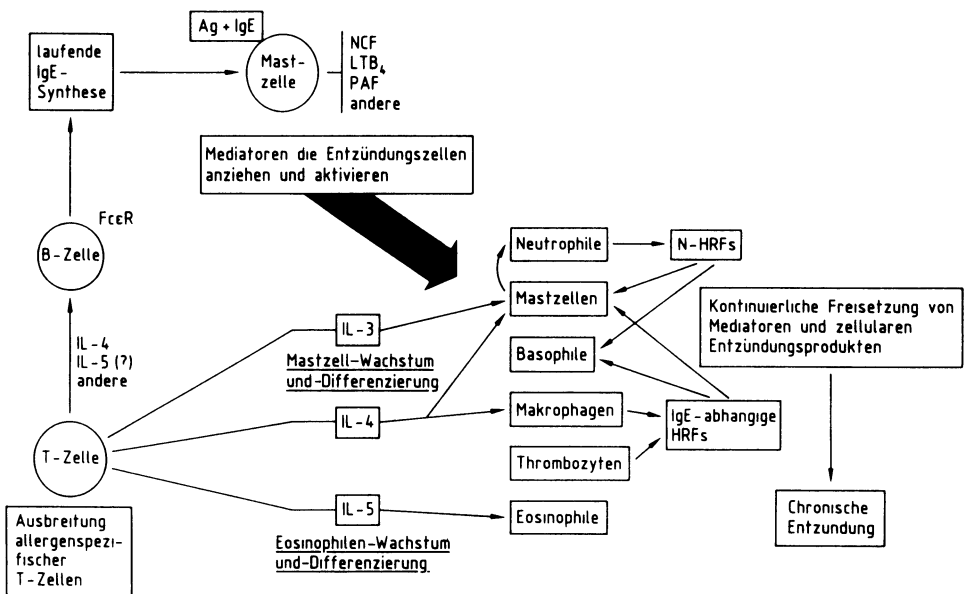 Ag + IgE
laufende
IgE-
Synthese
Mast-
zelle
NCF
LTB₄
PAF
andere
Mediatoren die Entzündungszellen
anziehen und aktivieren
FcεR
B-Zelle
Neutrophile
N-HRFs
Mastzellen
Kontinuierliche Freisetzung von
Mediatoren und zellularen
Entzündungsprodukten
IL-3
Mastzell-Wachstum
und-Differenzierung
Basophile
IL-4
IL-5 (?)
andere
IL-4
Makrophagen
IgE-abhangige
HRFs
T-Zelle
Thrombozyten
IL-5
Eosinophile
Chronische
Entzundung
Eosinophilen-Wachstum
und-Differenzierung
Ausbreitung
allergenspezi-
fischer
T-Zellen